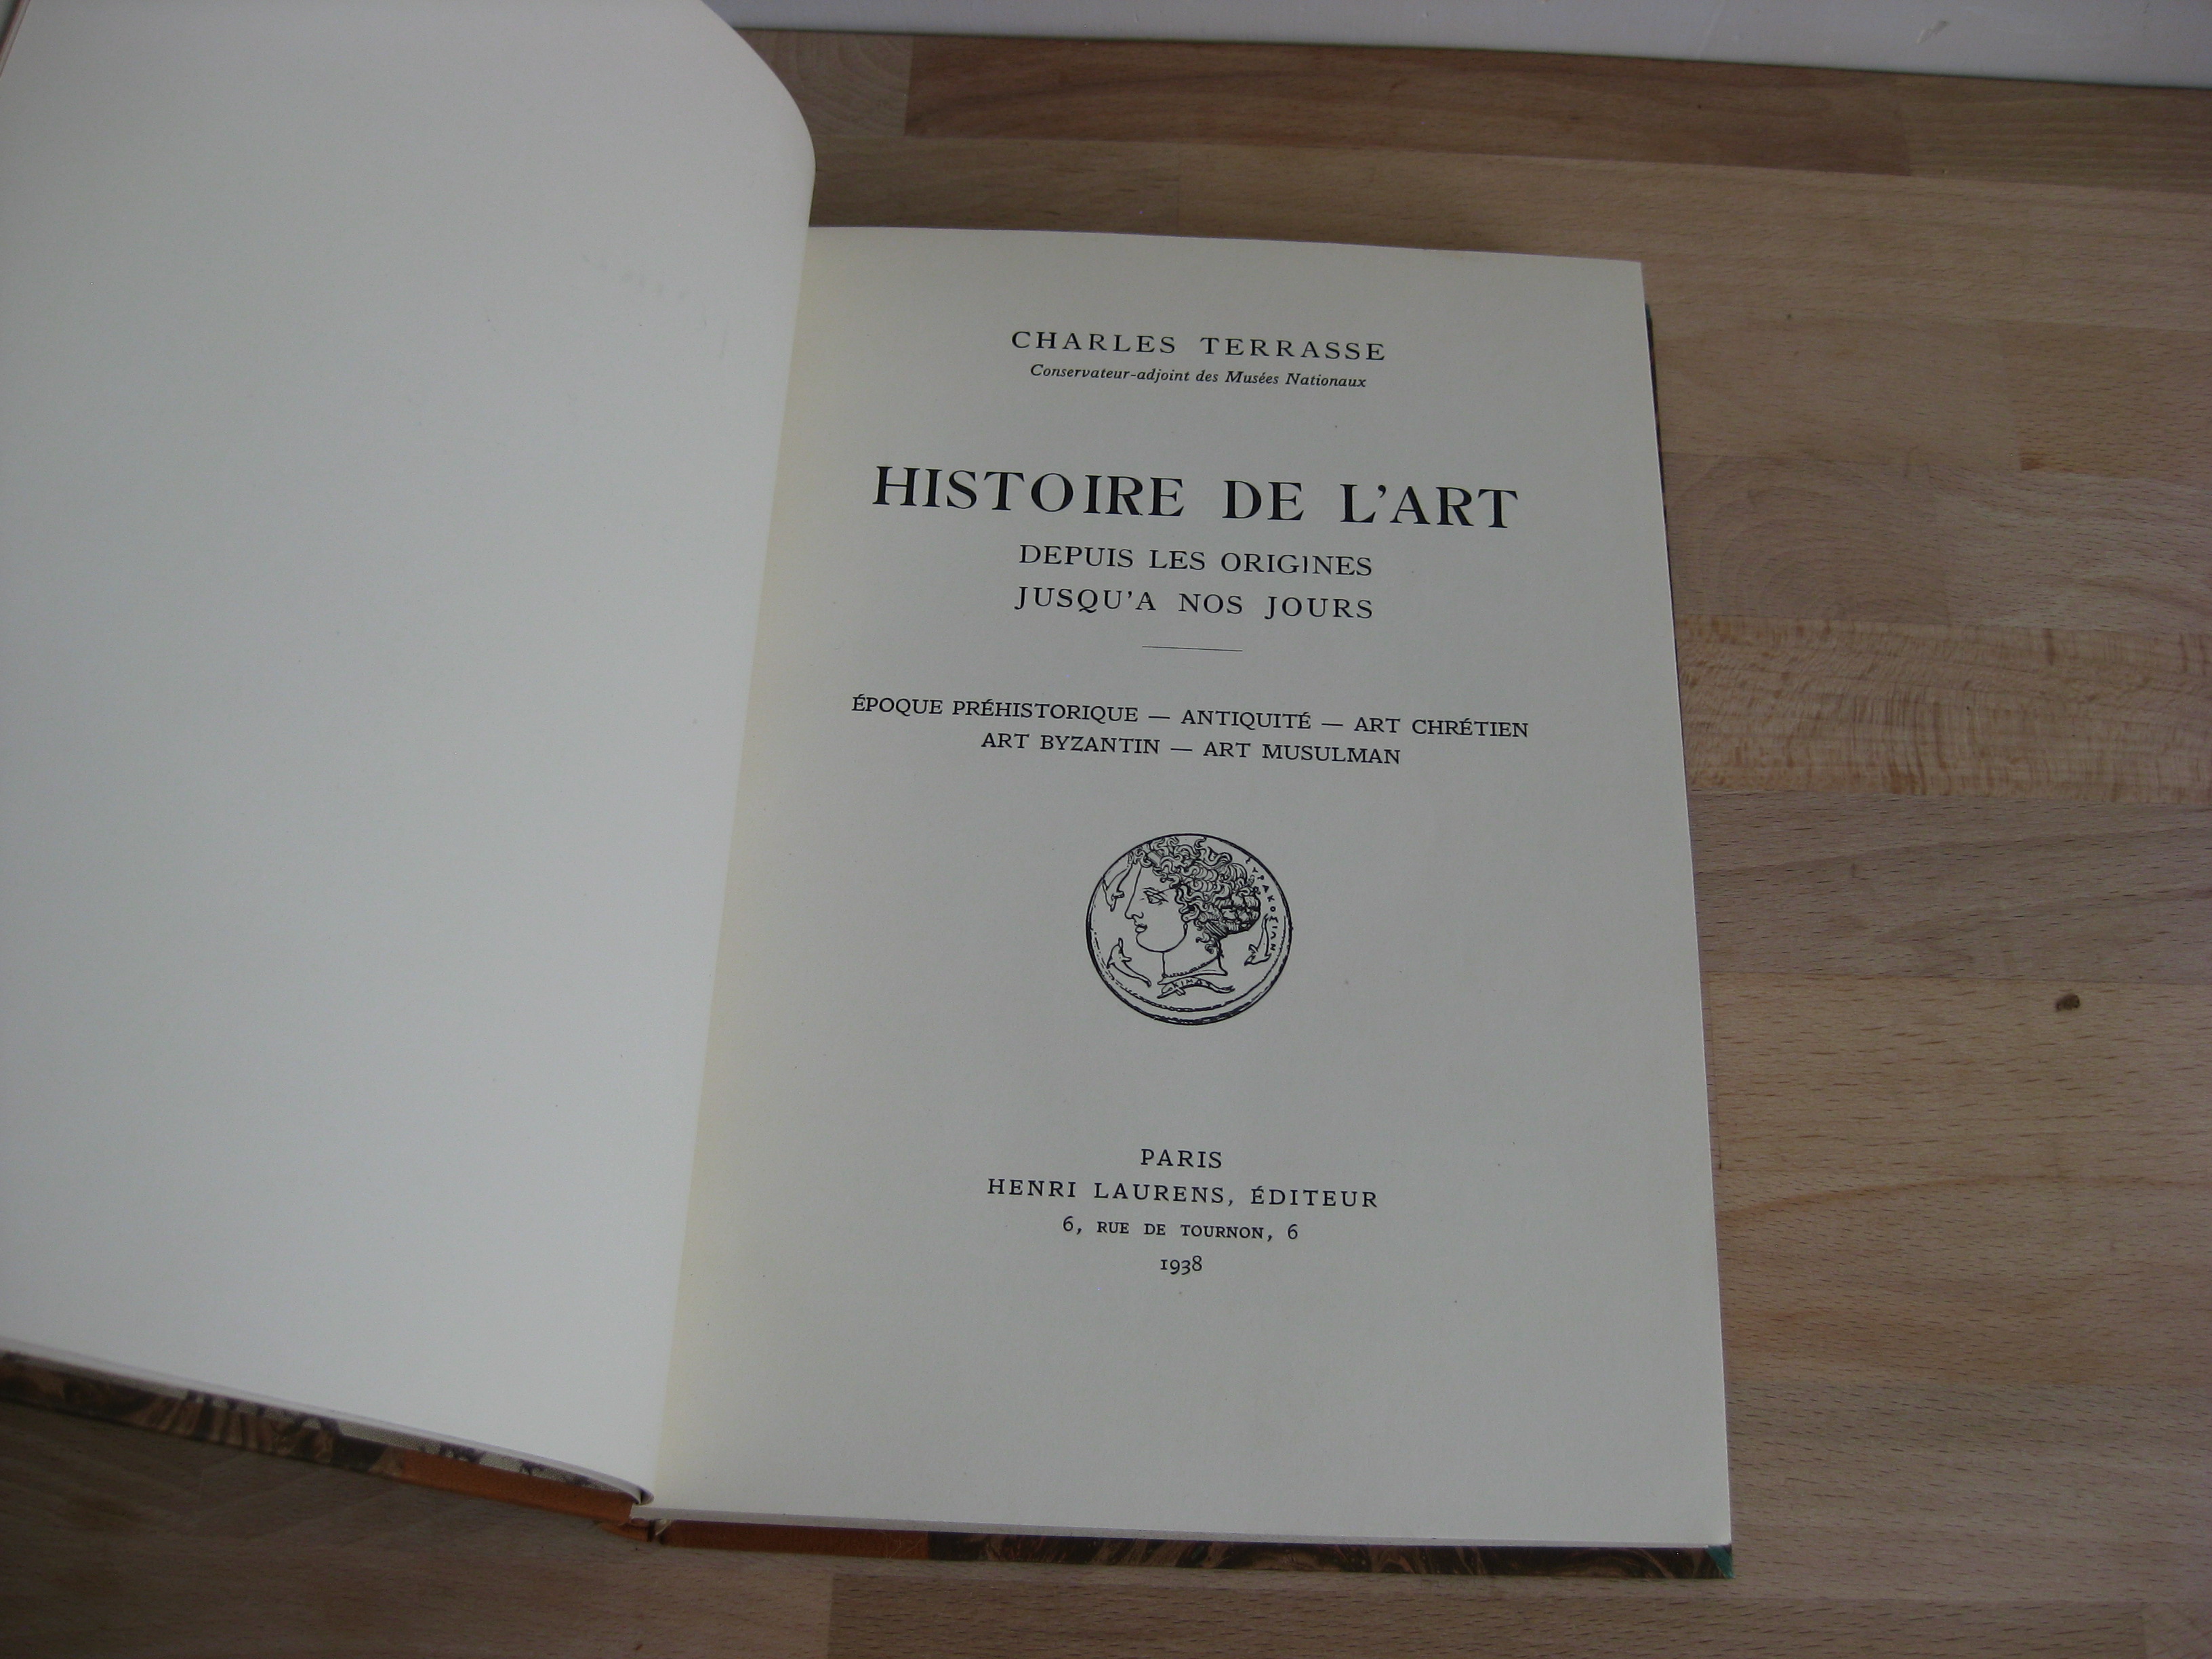 CHARLES TERRASSE
Conservateur-adjoint des Musées Nationaux
HISTOIRE DE L'ART
DEPUIS LES ORIGINES
JUSQU'A NOS JOURS
ÉPOQUE PRÉHISTORIQUE — ANTIQUITÉ — ART CHRÉTIEN
ART BYZANTIN — ART MUSULMAN
PARIS
HENRI LAURENS, ÉDITEUR
6, RUE DE TOURNON, 6
1938